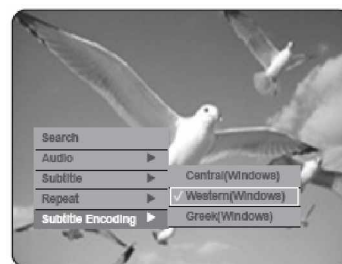 Search
Audio
Subtitle
Repeat
Subtitle Encoding
Central(Windows)
Western(Windows)
Greek(Windows)